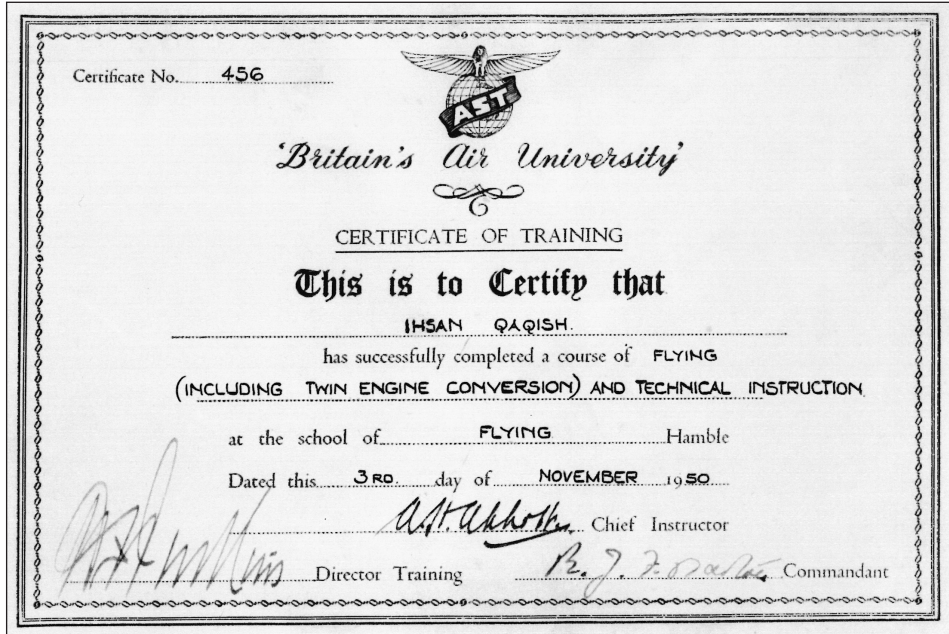 Certificate No. 456
AST
'Britain's Air University'
CERTIFICATE OF TRAINING
This is to Certify that
IHSAN QAQISH.
has successfully completed a course of FLYING
(INCLUDING TWIN ENGINE CONVERSION) AND TECHNICAL INSTRUCTION.
at the school of FLYING Hamble
Dated this 3RD. day of NOVEMBER 1950
Chief Instructor
Director Training Commandant